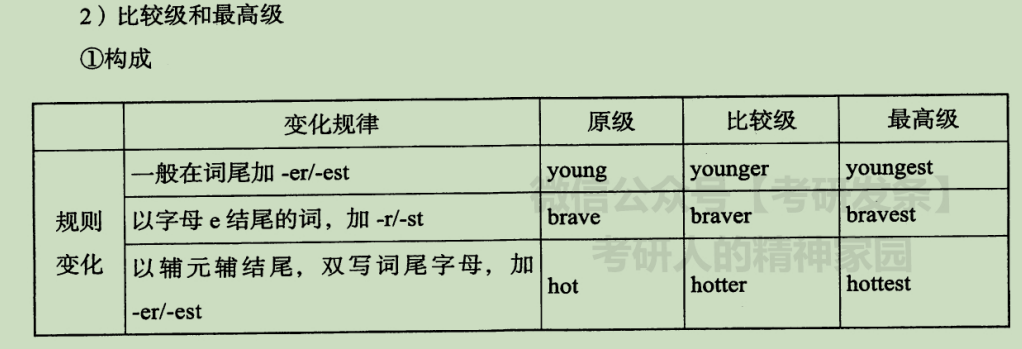 2）比较级和最高级
①构成
变化规律 原级 比较级 最高级
规则变化
一般在词尾加 -er/-est young younger youngest
以字母 e 结尾的词，加 -r/-st brave braver bravest
以辅元辅结尾，双写词尾字母，加
-er/-est hot hotter hottest
微信公众号【考研发条】
考研人的精神家园